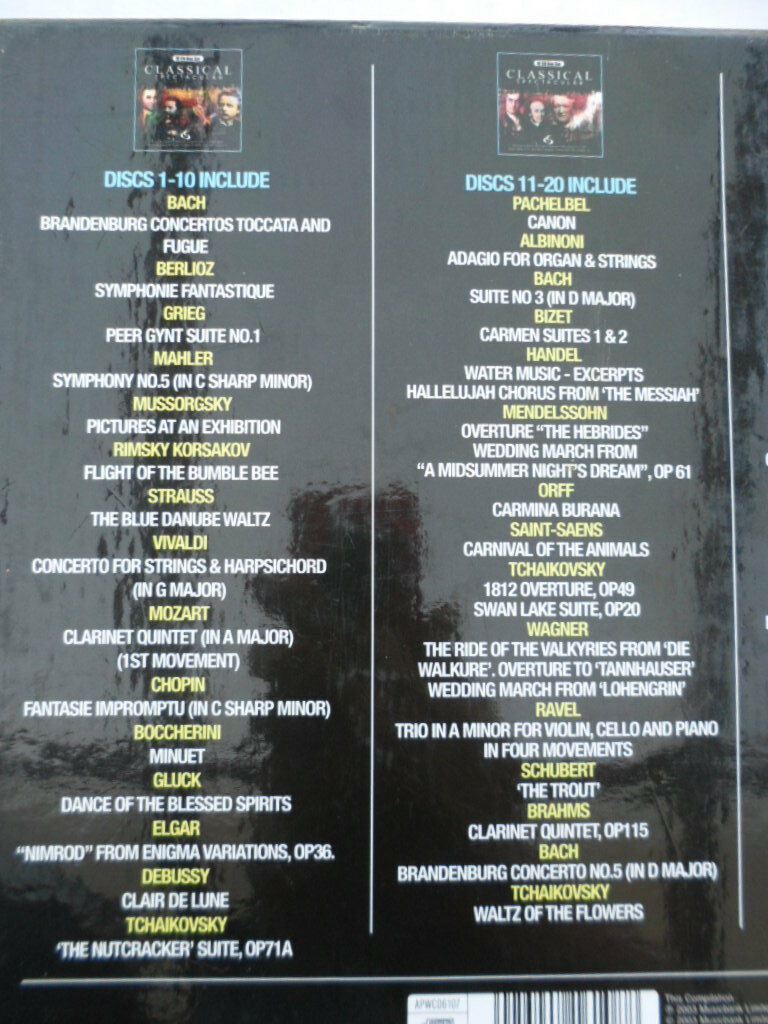 CLASSICAL
SPECTACULAR
DISCS 1-10 INCLUDE
BACH
BRANDENBURG CONCERTOS TOCCATA AND
FUGUE
BERLIOZ
SYMPHONIE FANTASTIQUE
GRIEG
PEER GYNT SUITE NO.1
MAHLER
SYMPHONY NO.5 (IN C SHARP MINOR)
MUSSORGSKY
PICTURES AT AN EXHIBITION
RIMSKY KORSAKOV
FLIGHT OF THE BUMBLE BEE
STRAUSS
THE BLUE DANUBE WALTZ
VIVALDI
CONCERTO FOR STRINGS & HARPSICHORD
(IN G MAJOR)
MOZART
CLARINET QUINTET (IN A MAJOR)
(1ST MOVEMENT)
CHOPIN
FANTASIE IMPROMPTU (IN C SHARP MINOR)
BOCCHERINI
MINUET
GLUCK
DANCE OF THE BLESSED SPIRITS
ELGAR
“NIMROD” FROM ENIGMA VARIATIONS, OP36.
DEBUSSY
CLAIR DE LUNE
TCHAIKOVSKY
‘THE NUTCRACKER’ SUITE, OP71A
CLASSICAL
SPECTACULAR
DISCS 11-20 INCLUDE
PACHELBEL
CANON
ALBINONI
ADAGIO FOR ORGAN & STRINGS
BACH
SUITE NO 3 (IN D MAJOR)
BIZET
CARMEN SUITES 1 & 2
HANDEL
WATER MUSIC - EXCERPTS
HALLELUJAH CHORUS FROM ‘THE MESSIAH’
MENDELSSOHN
OVERTURE “THE HEBRIDES”
WEDDING MARCH FROM
“A MIDSUMMER NIGHT’S DREAM”, OP 61
ORFF
CARMINA BURANA
SAINT-SAENS
CARNIVAL OF THE ANIMALS
TCHAIKOVSKY
1812 OVERTURE, OP49
SWAN LAKE SUITE, OP20
WAGNER
THE RIDE OF THE VALKYRIES FROM ‘DIE
WALKURE’. OVERTURE TO ‘TANNHAUSER’
WEDDING MARCH FROM ‘LOHENGRIN’
RAVEL
TRIO IN A MINOR FOR VIOLIN, CELLO AND PIANO
IN FOUR MOVEMENTS
SCHUBERT
‘THE TROUT’
BRAHMS
CLARINET QUINTET, OP115
BACH
BRANDENBURG CONCERTO NO.5 (IN D MAJOR)
TCHAIKOVSKY
WALTZ OF THE FLOWERS
APWCD6107
This Compilation
℗ 2003 Musicbank Limited
© 2003 Musicbank Limited